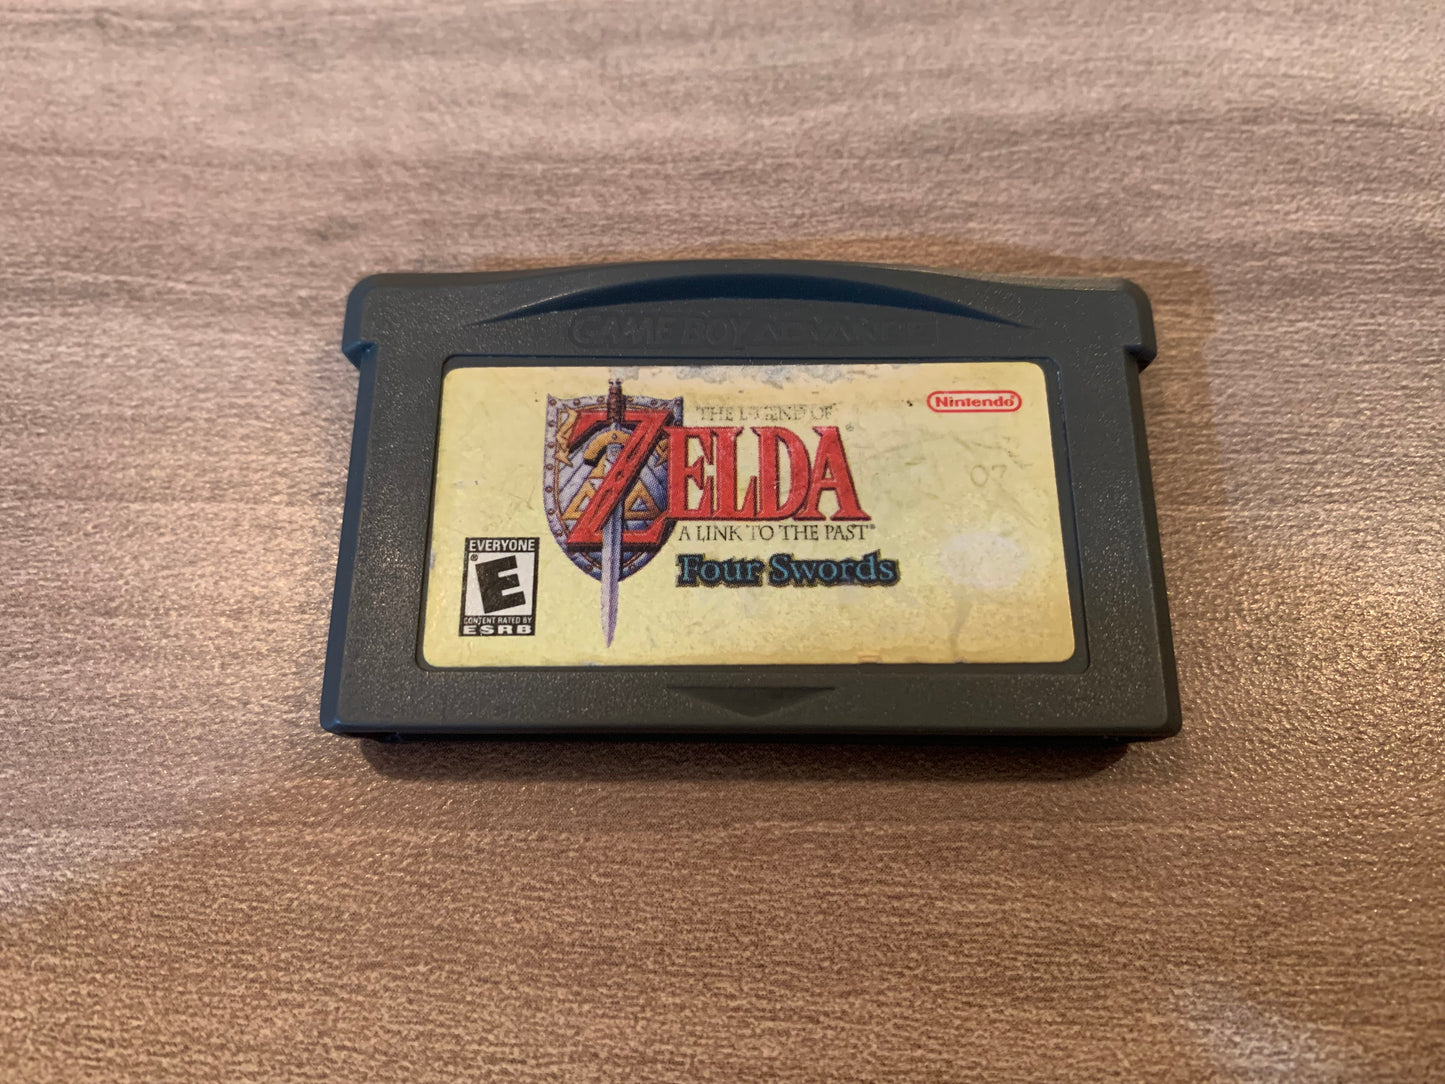 GAME BOY ADVANCE
THE LEGEND OF
Nintendo®
ZELDA®
07
A LINK TO THE PAST®
Four Swords
EVERYONE
E
®
CONTENT RATED BY
ESRB